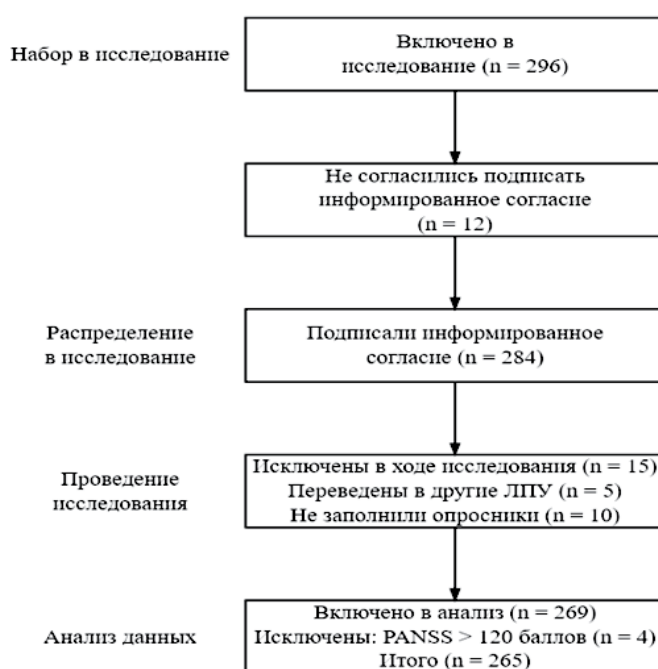 Набор в исследование
Включено в
исследование (n = 296)
Не согласились подписать
информированное согласие
(n = 12)
Распределение
в исследование
Подписали информированное
согласие (n = 284)
Проведение
исследования
Исключены в ходе исследования (n = 15)
Переведены в другие ЛПУ (n = 5)
Не заполнили опросники (n = 10)
Анализ данных
Включено в анализ (n = 269)
Исключены: PANSS > 120 баллов (n = 4)
Итого (n = 265)